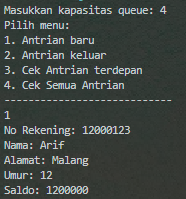 Masukkan kapasitas queue: 4
Pilih menu:
1. Antrian baru
2. Antrian keluar
3. Cek Antrian terdepan
4. Cek Semua Antrian
----------------------------
1
No Rekening: 12000123
Nama: Arif
Alamat: Malang
Umur: 12
Saldo: 1200000